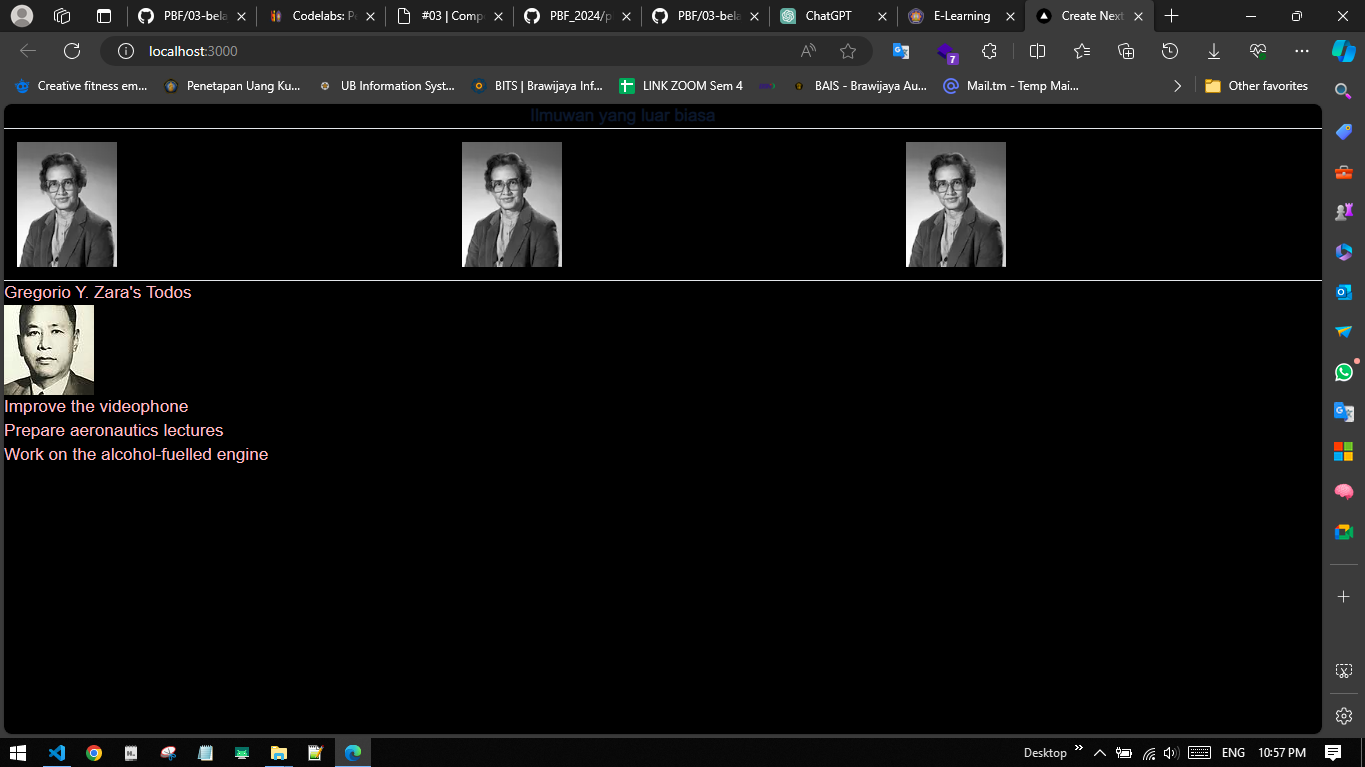 PBF/03-bela
Codelabs: Pe
#03 | Compo
PBF_2024/p
PBF/03-bela
ChatGPT
E-Learning
Create Next
localhost:3000
7
Creative fitness em...
Penetapan Uang Ku...
UB Information Syst...
BITS | Brawijaya Inf...
LINK ZOOM Sem 4
BAIS - Brawijaya Au...
Mail.tm - Temp Mai...
Other favorites
Ilmuwan yang luar biasa
Gregorio Y. Zara's Todos
Improve the videophone
Prepare aeronautics lectures
Work on the alcohol-fuelled engine
Desktop
ENG
10:57 PM